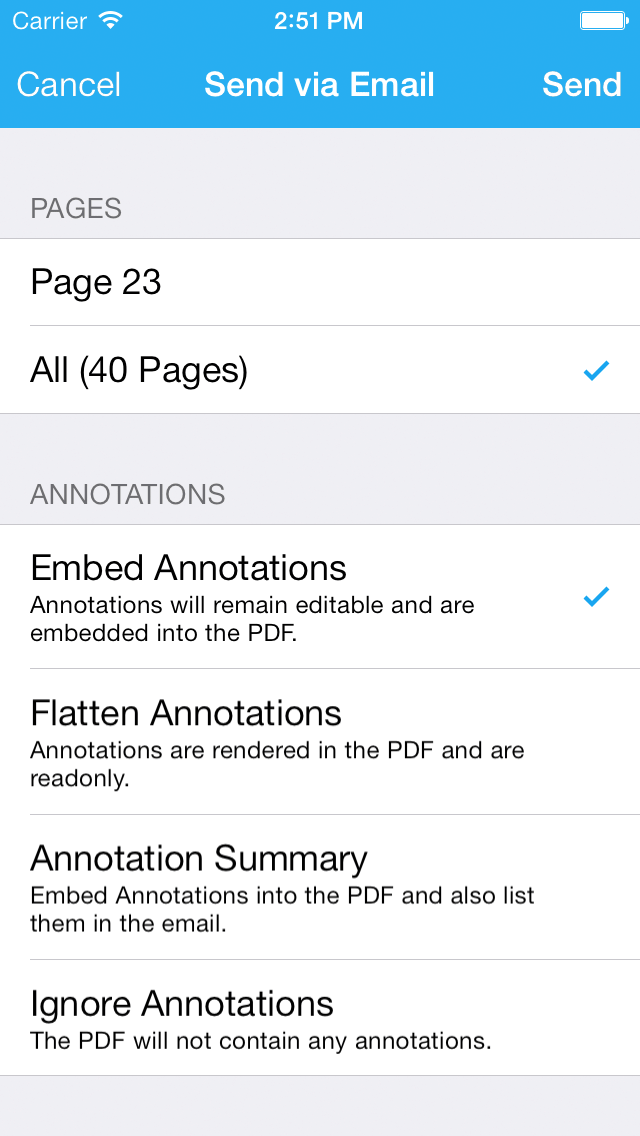 Carrier 2:51 PM
Cancel Send via Email Send
PAGES
Page 23
All (40 Pages)
ANNOTATIONS
Embed Annotations
Annotations will remain editable and are
embedded into the PDF.
Flatten Annotations
Annotations are rendered in the PDF and are
readonly.
Annotation Summary
Embed Annotations into the PDF and also list
them in the email.
Ignore Annotations
The PDF will not contain any annotations.